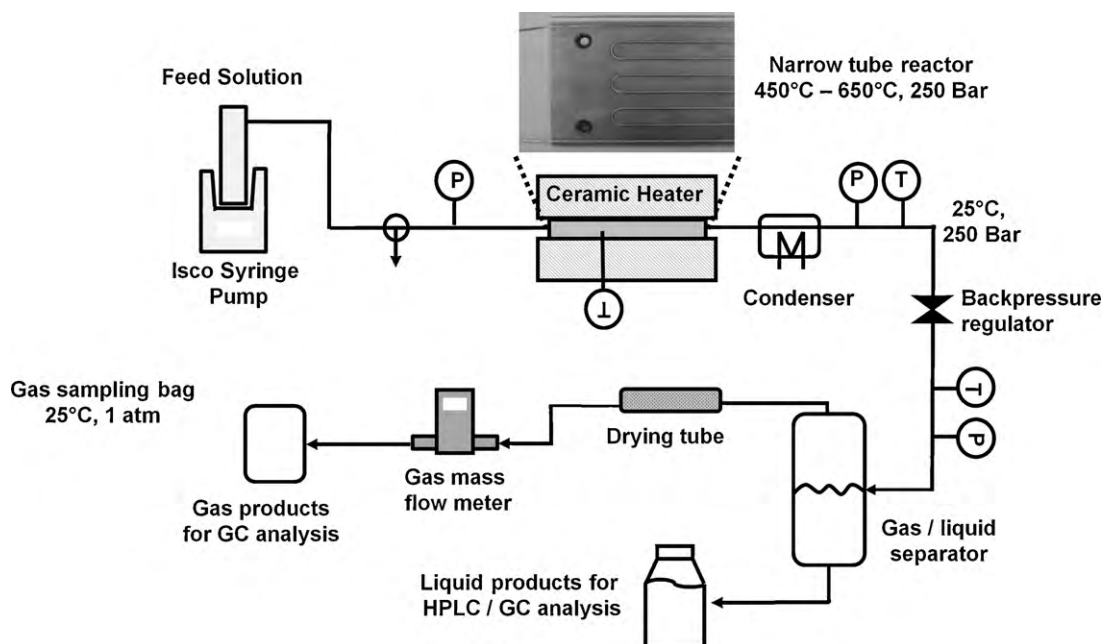 Feed Solution
Isco Syringe
Pump
P
Narrow tube reactor
450°C – 650°C, 250 Bar
Ceramic Heater
T
Condenser
P
T
25°C,
250 Bar
Backpressure
regulator
T
P
Gas / liquid
separator
Drying tube
Gas mass
flow meter
Gas sampling bag
25°C, 1 atm
Gas products
for GC analysis
Liquid products for
HPLC / GC analysis